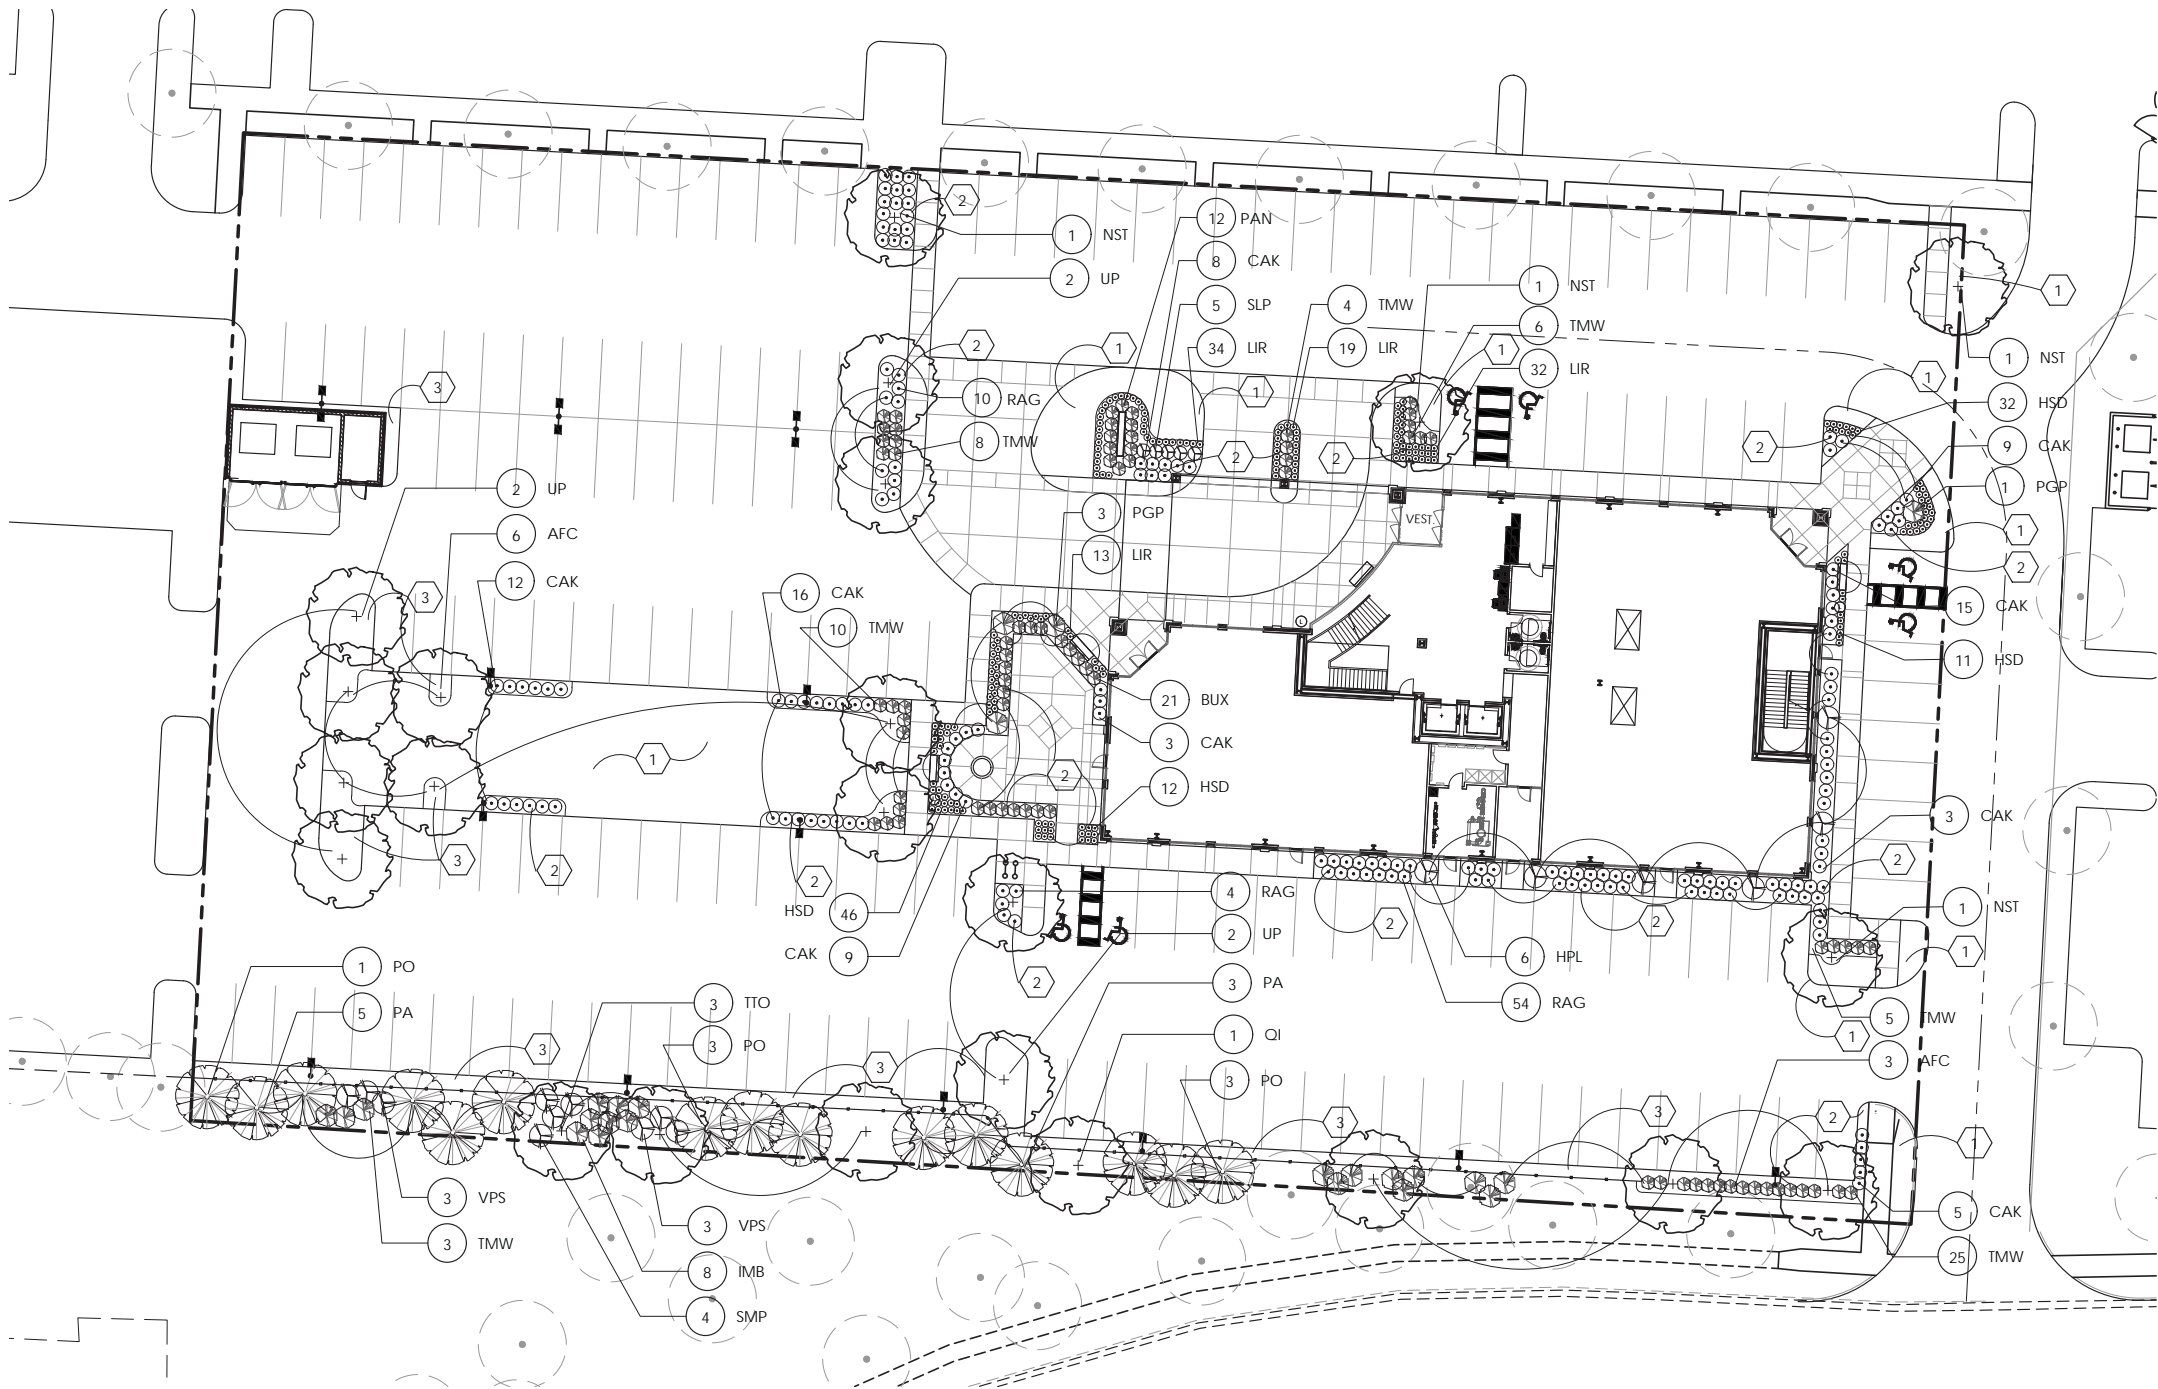 2
12 PAN
1 NST
8 CAK
2 UP
1 NST
1
5 SLP
4 TMW
6 TMW
2
1
34 LIR
19 LIR
1
1 NST
32 LIR
1
3
1
10 RAG
32 HSD
8 TMW
2
2
2
9 CAK
2 UP
1 PGP
3 PGP
VEST.
6 AFC
1
13 LIR
2
12 CAK
3
16 CAK
15 CAK
L
10 TMW
11 HSD
21 BUX
3 CAK
1
2
12 HSD
3 CAK
3
2
2
2
4 RAG
1 NST
HSD 46
2
2
2 UP
CAK 9
6 HPL
1
1 PO
2
3 PA
5 PA
3 TTO
54 RAG
5 TMW
1 QI
1
3
3 PO
3
3 AFC
3 PO
3
3
2
1
3 VPS
5 CAK
3 VPS
3 TMW
25 TMW
8 IMB
4 SMP